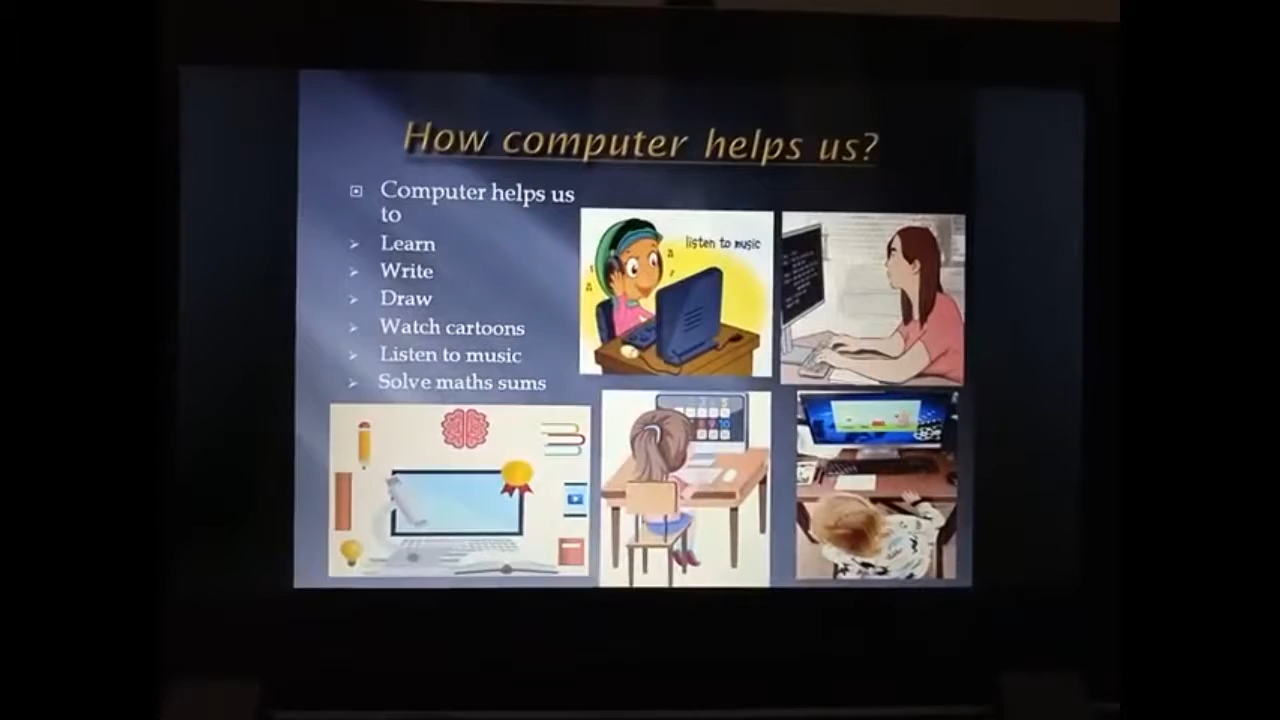 How computer helps us?
Computer helps us
to
Learn
Write
Draw
Watch cartoons
Listen to music
Solve maths sums
listen to music